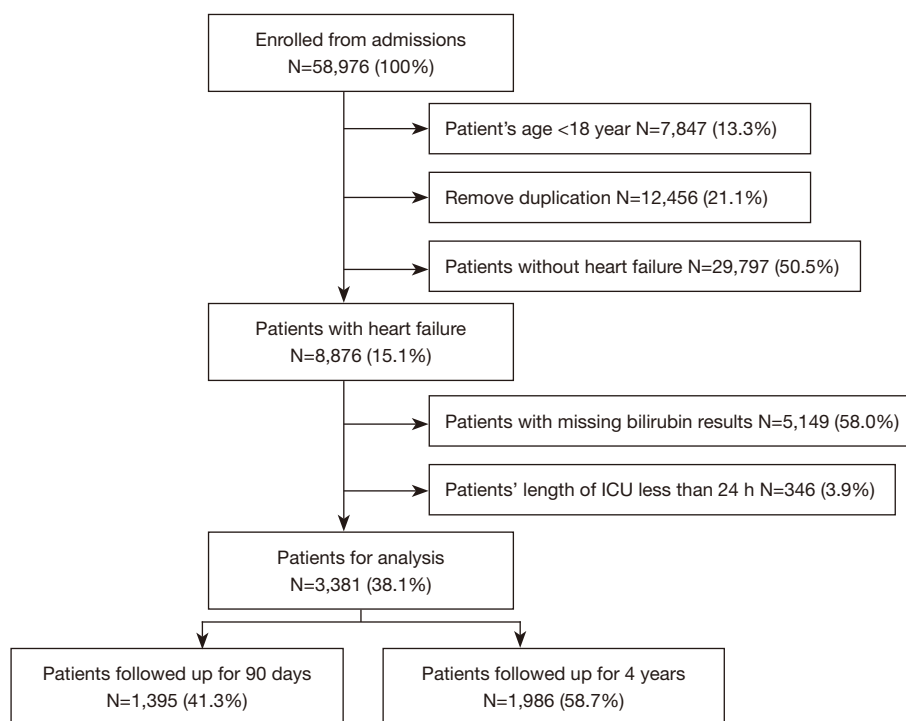 Enrolled from admissions
N=58,976 (100%)
Patient’s age <18 year N=7,847 (13.3%)
Remove duplication N=12,456 (21.1%)
Patients without heart failure N=29,797 (50.5%)
Patients with heart failure
N=8,876 (15.1%)
Patients with missing bilirubin results N=5,149 (58.0%)
Patients’ length of ICU less than 24 h N=346 (3.9%)
Patients for analysis
N=3,381 (38.1%)
Patients followed up for 90 days
N=1,395 (41.3%)
Patients followed up for 4 years
N=1,986 (58.7%)